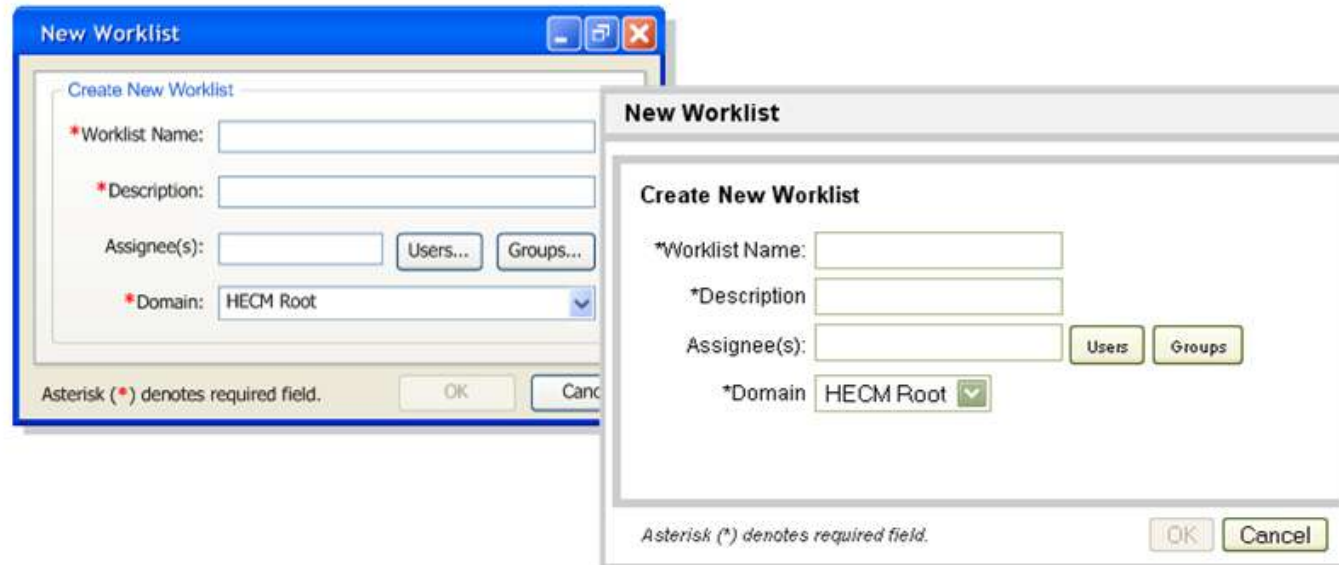 New Worklist
Create New Worklist
*Worklist Name:
*Description:
Assignee(s): Users... Groups...
*Domain: HECM Root
Asterisk (*) denotes required field. OK Canc
New Worklist
Create New Worklist
*Worklist Name:
*Description
Assignee(s): Users Groups
*Domain HECM Root
Asterisk (*) denotes required field. OK Cancel